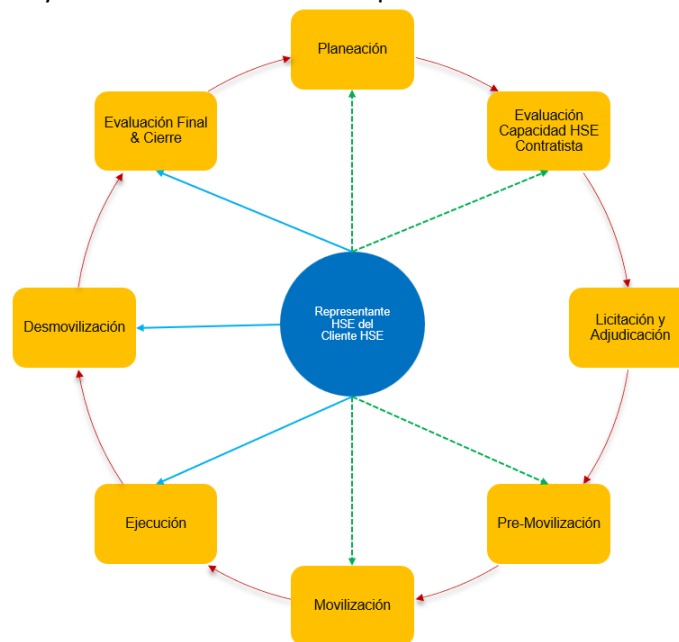 Planeación
Evaluación
Capacidad HSE
Contratista
Licitación y
Adjudicación
Pre-Movilización
Movilización
Ejecución
Desmovilización
Evaluación Final
& Cierre
Representante
HSE del
Cliente HSE